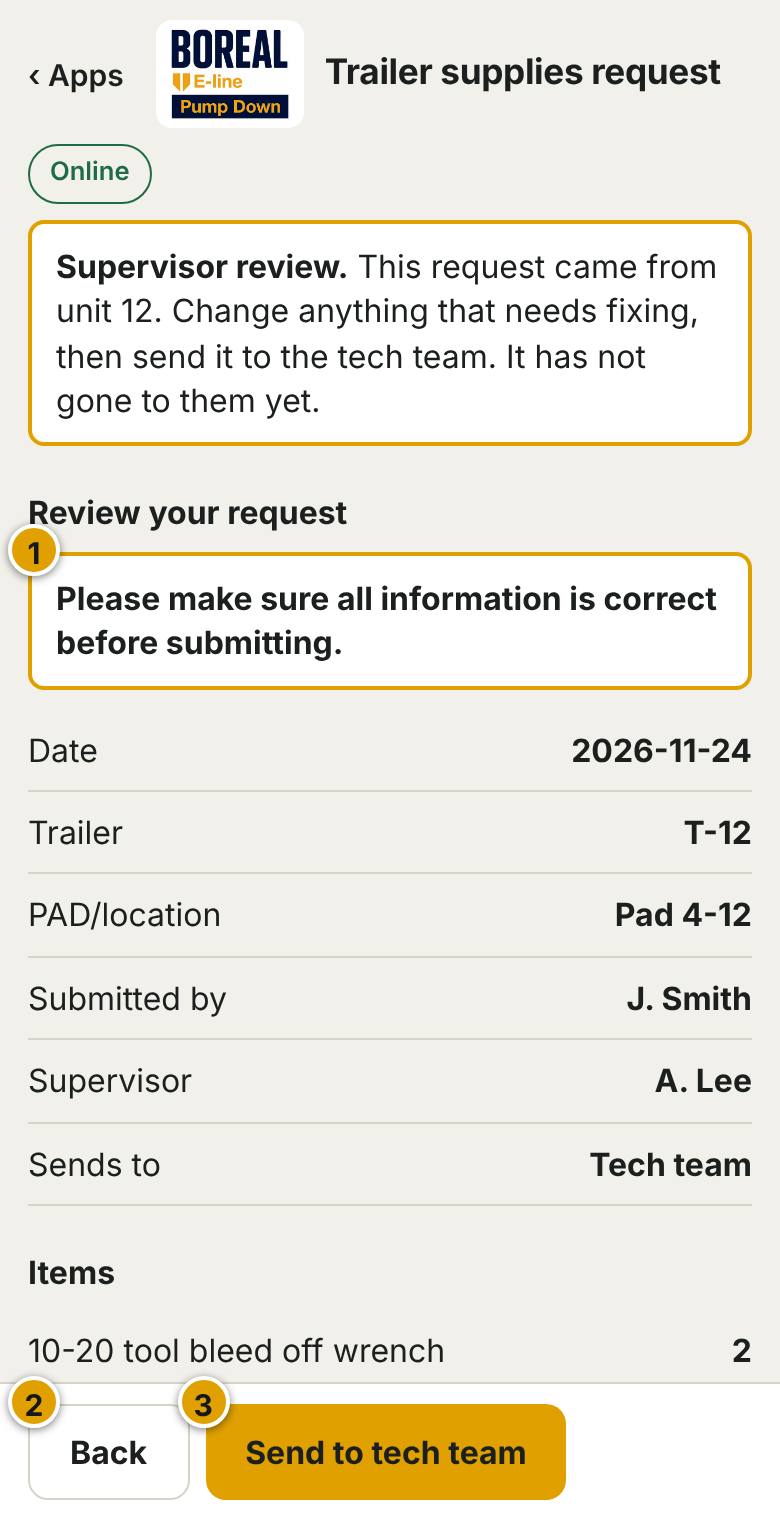 ‹ Apps
BOREAL
E-line
Pump Down
Trailer supplies request
Online
Supervisor review. This request came from
unit 12. Change anything that needs fixing,
then send it to the tech team. It has not
gone to them yet.
Review your request
1
Please make sure all information is correct
before submitting.
Date 2026-11-24
Trailer T-12
PAD/location Pad 4-12
Submitted by J. Smith
Supervisor A. Lee
Sends to Tech team
Items
10-20 tool bleed off wrench 2
2 3
Back Send to tech team